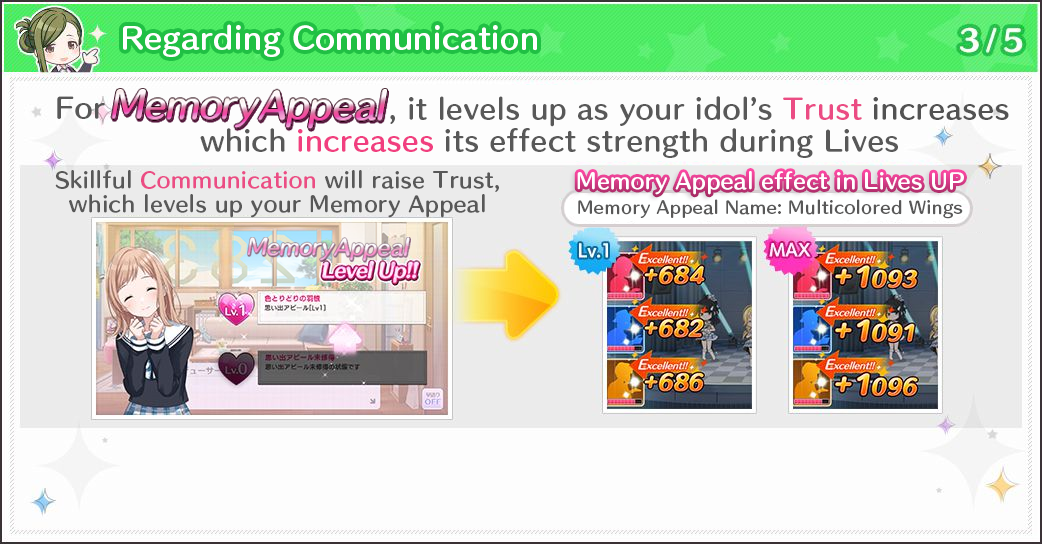 Regarding Communication
3/5
For MemoryAppeal, it levels up as your idol's Trust increases
which increases its effect strength during Lives
Skillful Communication will raise Trust,
which levels up your Memory Appeal
MemoryAppeal
Level Up!!
Lv.1
色とりどりの羽根
思い出アピール[Lv1]
Lv.0
思い出アピール未修得
思い出アピール未修得の状態です
OFF
Memory Appeal effect in Lives UP
Memory Appeal Name: Multicolored Wings
Lv.1
Excellent!!
+684
Excellent!!
+682
Excellent!!
+686
MAX
Excellent!!
+1093
Excellent!!
+1091
Excellent!!
+1096